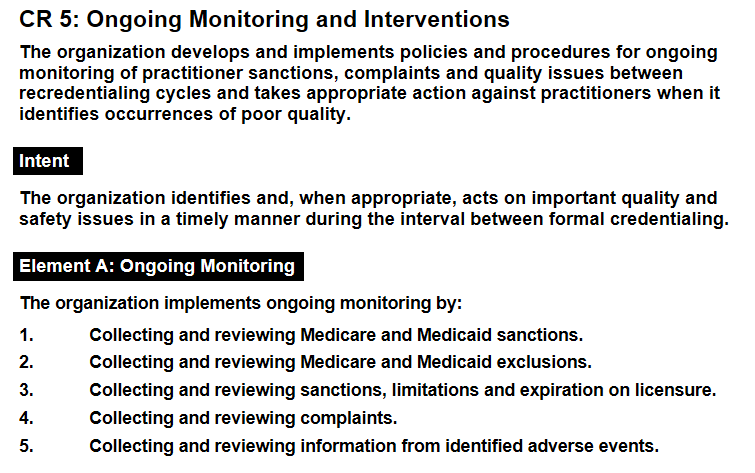 CR 5: Ongoing Monitoring and Interventions
The organization develops and implements policies and procedures for ongoing
monitoring of practitioner sanctions, complaints and quality issues between
recredentialing cycles and takes appropriate action against practitioners when it
identifies occurrences of poor quality.
Intent
The organization identifies and, when appropriate, acts on important quality and
safety issues in a timely manner during the interval between formal credentialing.
Element A: Ongoing Monitoring
The organization implements ongoing monitoring by:
1. Collecting and reviewing Medicare and Medicaid sanctions.
2. Collecting and reviewing Medicare and Medicaid exclusions.
3. Collecting and reviewing sanctions, limitations and expiration on licensure.
4. Collecting and reviewing complaints.
5. Collecting and reviewing information from identified adverse events.